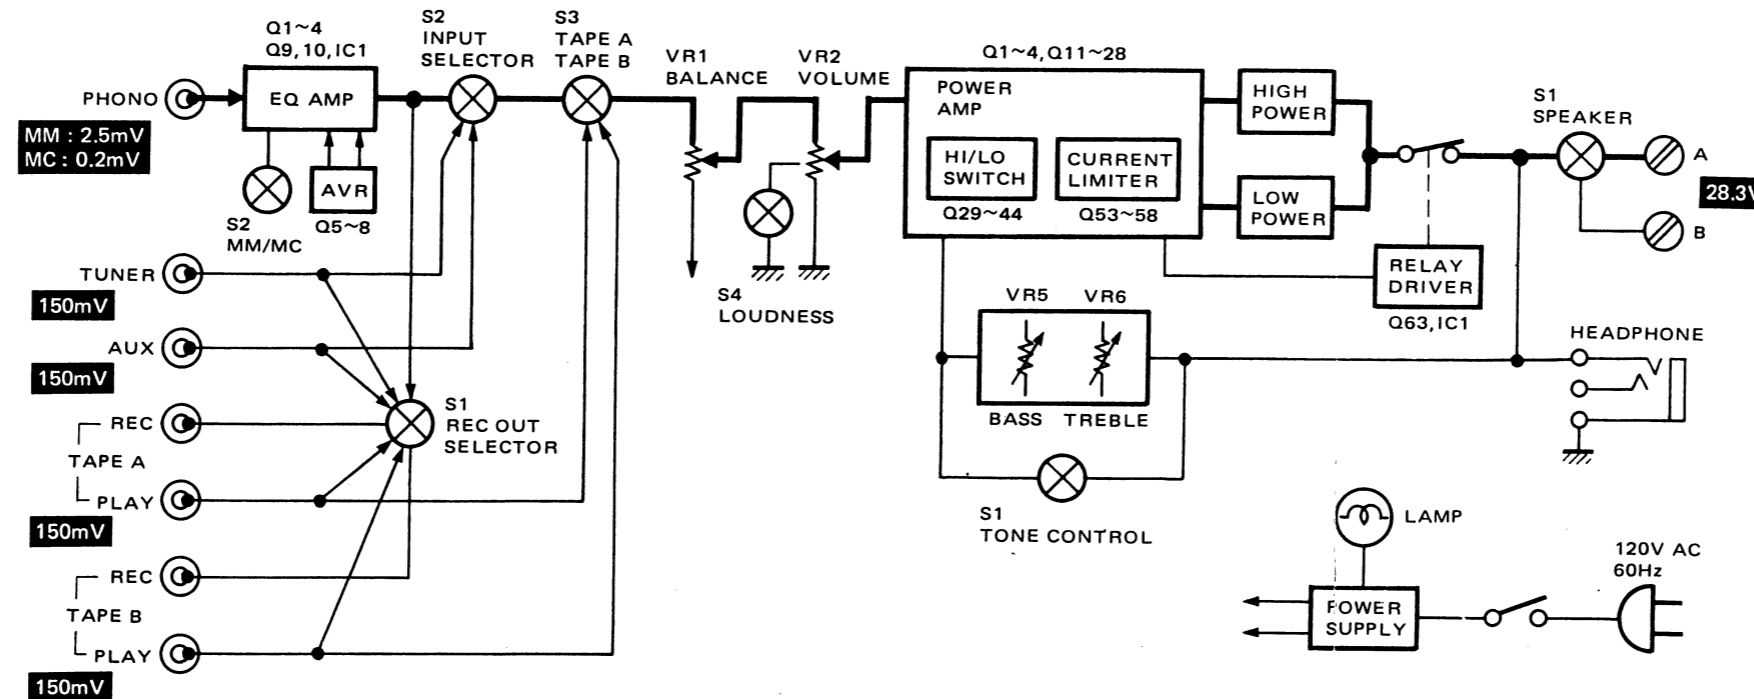 Q1~4
Q9, 10, IC1
S2
INPUT
SELECTOR
S3
TAPE A
TAPE B
VR1
BALANCE
VR2
VOLUME
Q1~4, Q11~28
PHONO
EQ AMP
MM : 2.5mV
MC : 0.2mV
AVR
S2
MM/MC
Q5~8
POWER
AMP
HI/LO
SWITCH
CURRENT
LIMITER
Q29~44
Q53~58
HIGH
POWER
LOW
POWER
S1
SPEAKER
A
28.3V
B
TUNER
150mV
S4
LOUDNESS
RELAY
DRIVER
Q63, IC1
VR5
VR6
BASS
TREBLE
HEADPHONE
AUX
150mV
REC
TAPE A
PLAY
150mV
S1
REC OUT
SELECTOR
S1
TONE CONTROL
REC
TAPE B
PLAY
150mV
LAMP
POWER
SUPPLY
120V AC
60Hz